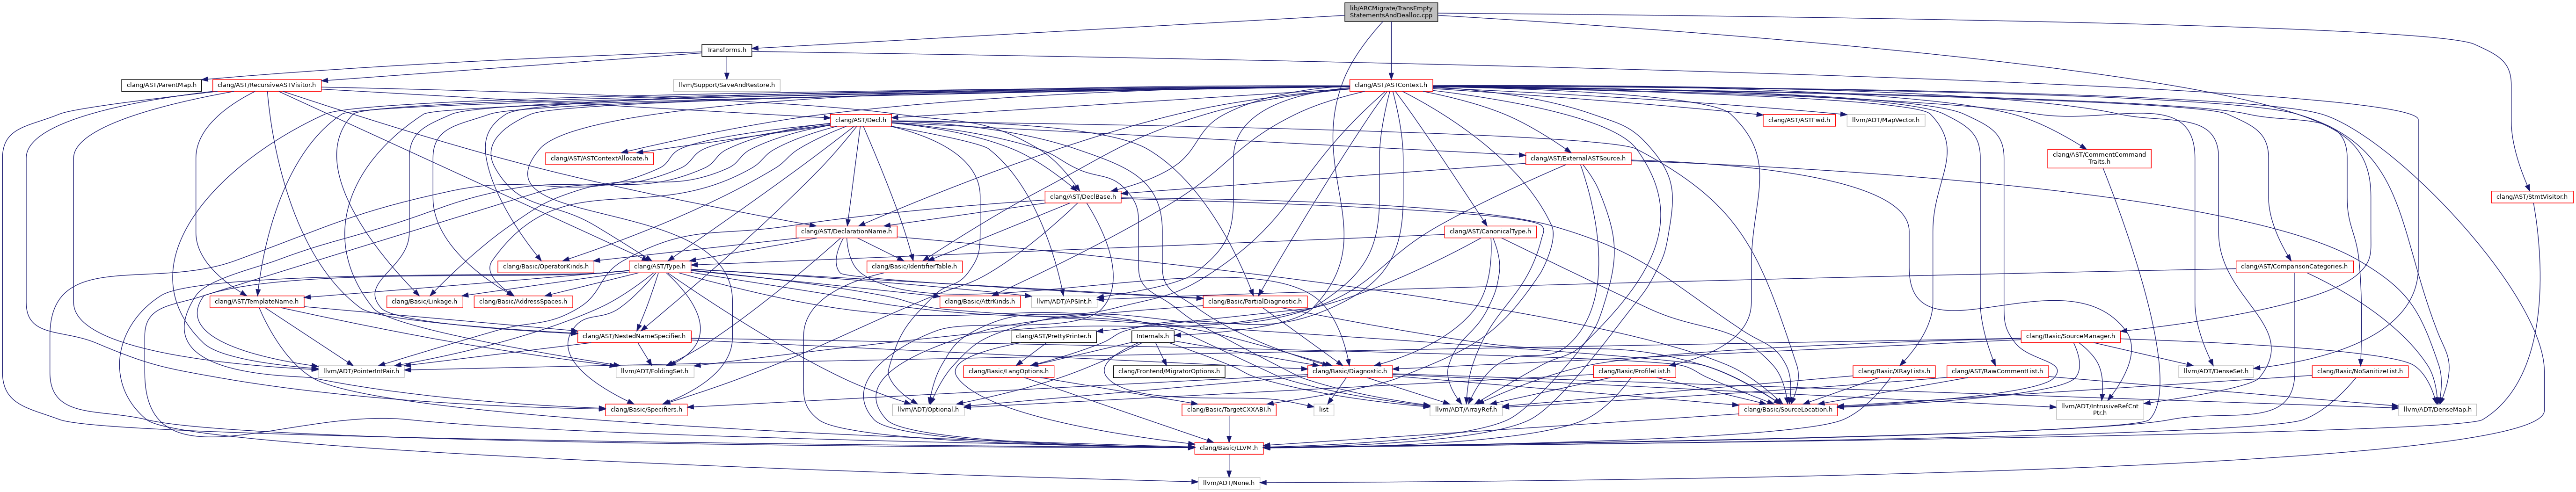 lib/ARCMigrate/TransEmpty
StatementsAndDealloc.cpp
Transforms.h
clang/AST/ParentMap.h
clang/AST/RecursiveASTVisitor.h
llvm/Support/SaveAndRestore.h
clang/AST/ASTContext.h
clang/AST/Decl.h
clang/AST/ASTFwd.h
llvm/ADT/MapVector.h
clang/AST/ASTContextAllocate.h
clang/AST/ExternalASTSource.h
clang/AST/CommentCommand
Traits.h
clang/AST/DeclBase.h
clang/AST/StmtVisitor.h
clang/AST/DeclarationName.h
clang/AST/CanonicalType.h
clang/Basic/OperatorKinds.h
clang/AST/Type.h
clang/Basic/IdentifierTable.h
clang/AST/ComparisonCategories.h
clang/AST/TemplateName.h
clang/Basic/Linkage.h
clang/Basic/AddressSpaces.h
clang/Basic/AttrKinds.h
llvm/ADT/APSInt.h
clang/Basic/PartialDiagnostic.h
clang/AST/NestedNameSpecifier.h
clang/AST/PrettyPrinter.h
Internals.h
clang/Basic/SourceManager.h
llvm/ADT/PointerIntPair.h
llvm/ADT/FoldingSet.h
clang/Basic/LangOptions.h
clang/Frontend/MigratorOptions.h
clang/Basic/Diagnostic.h
clang/Basic/ProfileList.h
clang/Basic/XRayLists.h
clang/AST/RawCommentList.h
llvm/ADT/DenseSet.h
clang/Basic/NoSanitizeList.h
clang/Basic/Specifiers.h
llvm/ADT/Optional.h
clang/Basic/TargetCXXABI.h
list
llvm/ADT/ArrayRef.h
clang/Basic/SourceLocation.h
llvm/ADT/IntrusiveRefCnt
Ptr.h
llvm/ADT/DenseMap.h
clang/Basic/LLVM.h
llvm/ADT/None.h